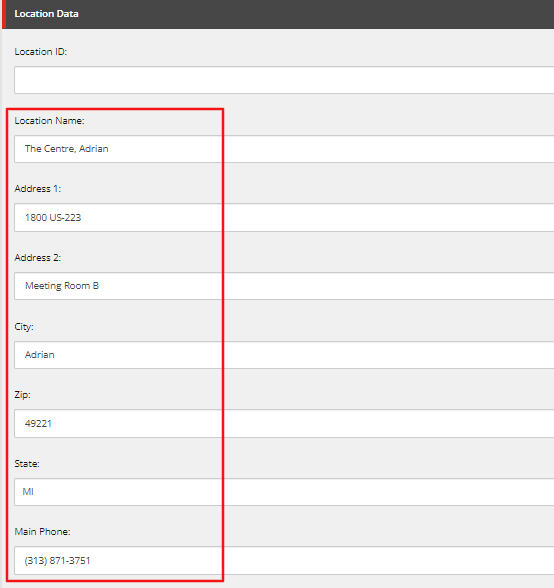 Location Data
Location ID:
Location Name:
The Centre, Adrian
Address 1:
1800 US-223
Address 2:
Meeting Room B
City:
Adrian
Zip:
49221
State:
MI
Main Phone:
(313) 871-3751